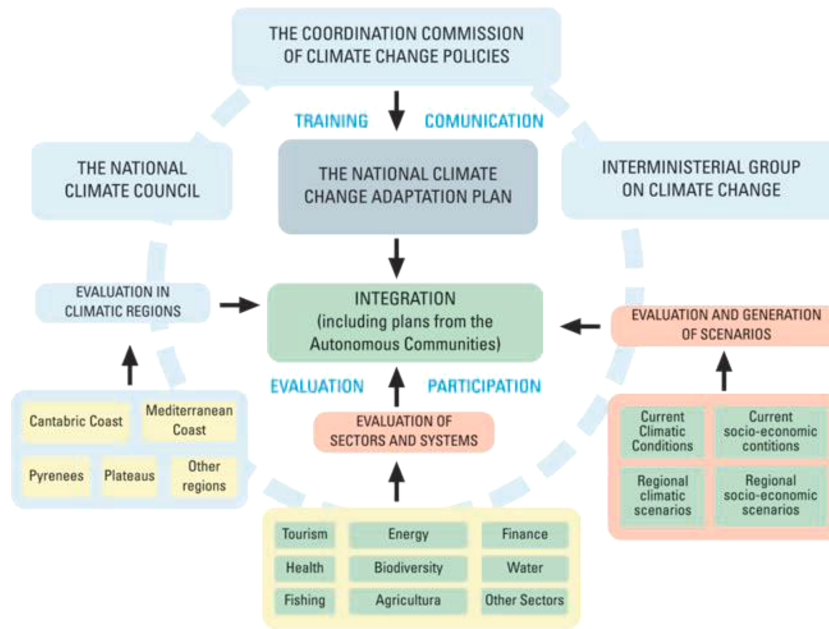 THE COORDINATION COMMISSION
OF CLIMATE CHANGE POLICIES
TRAINING
COMUNICATION
THE NATIONAL
CLIMATE COUNCIL
THE NATIONAL CLIMATE
CHANGE ADAPTATION PLAN
INTERMINISTERIAL GROUP
ON CLIMATE CHANGE
EVALUATION IN
CLIMATIC REGIONS
INTEGRATION
(including plans from the
Autonomous Communities)
EVALUATION AND GENERATION
OF SCENARIOS
EVALUATION
PARTICIPATION
EVALUATION OF
SECTORS AND SYSTEMS
Cantabric Coast
Mediterranean
Coast
Pyrenees
Plateaus
Other
regions
Current
Climatic
Conditions
Current
socio-economic
contitions
Regional
climatic
scenarios
Regional
socio-economic
scenarios
Tourism
Energy
Finance
Health
Biodiversity
Water
Fishing
Agricultura
Other Sectors